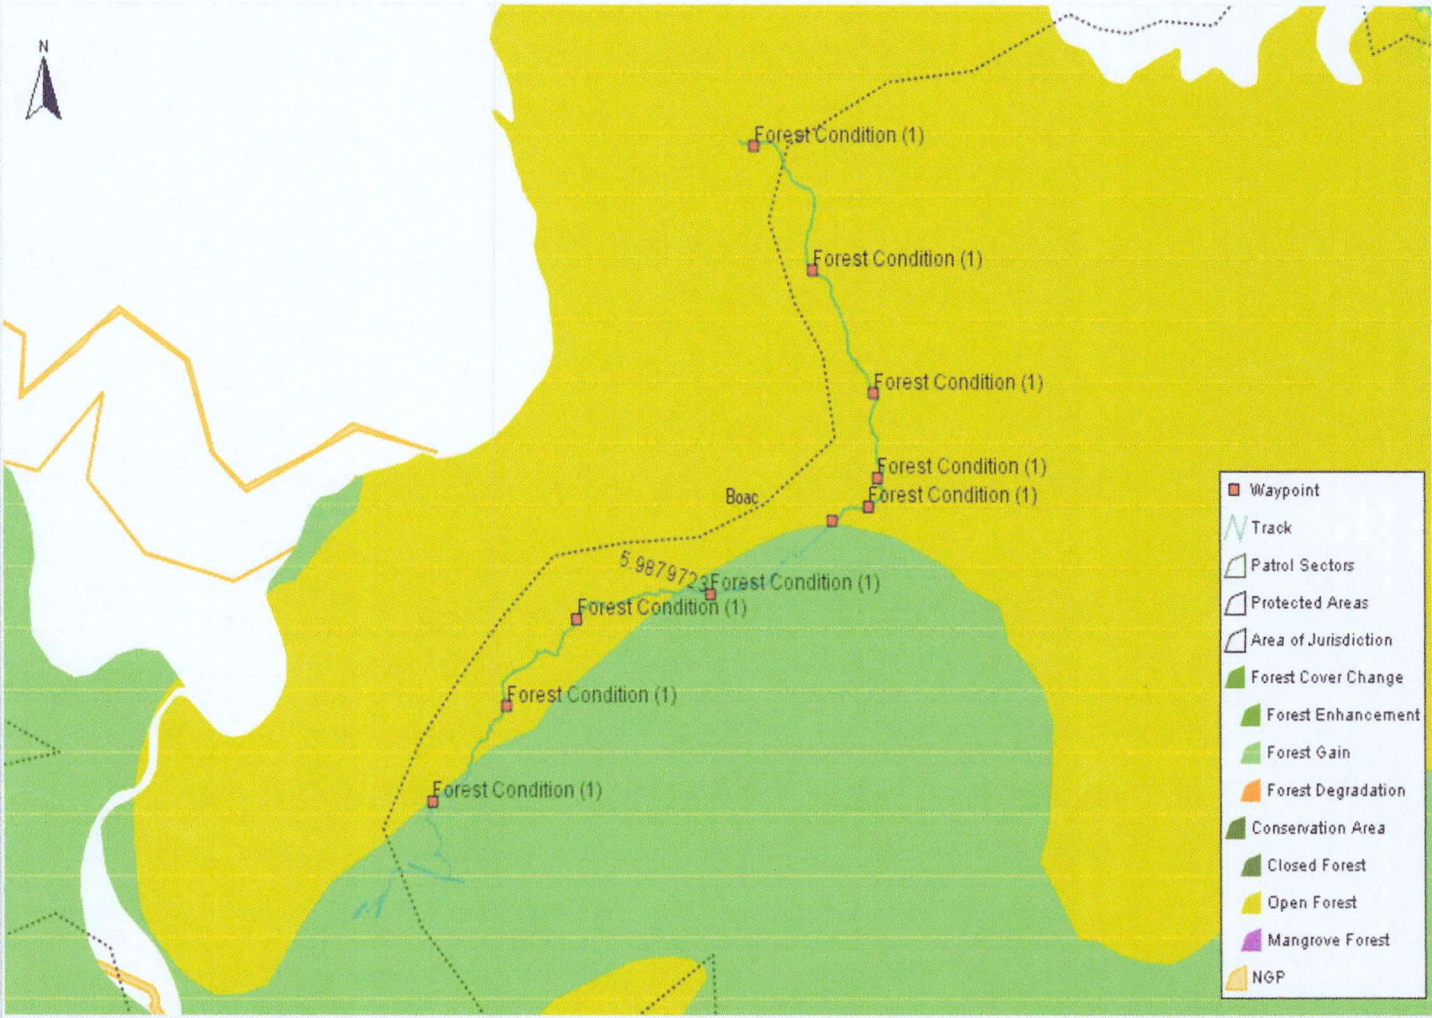 N
Forest Condition (1)
Forest Condition (1)
Forest Condition (1)
Forest Condition (1)
Forest Condition (1)
Boac
5.9879723
Forest Condition (1)
Forest Condition (1)
Forest Condition (1)
Forest Condition (1)
Waypoint
Track
Patrol Sectors
Protected Areas
Area of Jurisdiction
Forest Cover Change
Forest Enhancement
Forest Gain
Forest Degradation
Conservation Area
Closed Forest
Open Forest
Mangrove Forest
NGP